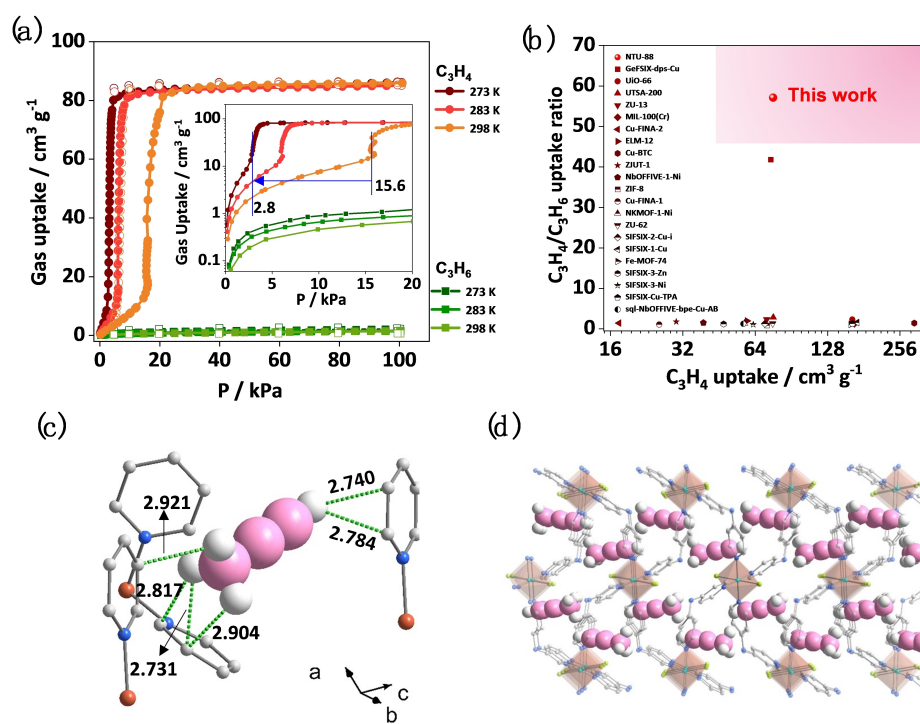 (a)
100
80
60
40
20
0
Gas uptake / cm³ g⁻¹
0 20 40 60 80 100
P / kPa
C₃H₄
273 K
283 K
298 K
C₃H₆
273 K
283 K
298 K
Gas Uptake / cm³ g⁻¹
100
10
1
0.1
2.8
15.6
0 5 10 15 20
P / kPa
(b)
70
60
50
40
30
20
10
0
C₃H₄/C₃H₆ uptake ratio
NTU-88
GeFSIX-dps-Cu
UiO-66
UTSA-200
ZU-13
MIL-100(Cr)
Cu-FINA-2
ELM-12
Cu-BTC
ZJUT-1
NbOFFIVE-1-Ni
ZIF-8
Cu-FINA-1
NKMOF-1-Ni
ZU-62
SIFSIX-2-Cu-i
SIFSIX-1-Cu
Fe-MOF-74
SIFSIX-3-Zn
SIFSIX-3-Ni
SIFSIX-Cu-TPA
sql-NbOFFIVE-bpe-Cu-AB
This work
16 32 64 128 256
C₃H₄ uptake / cm³ g⁻¹
(c)
2.921
2.740
2.784
2.817
2.904
2.731
a
c
b
(d)